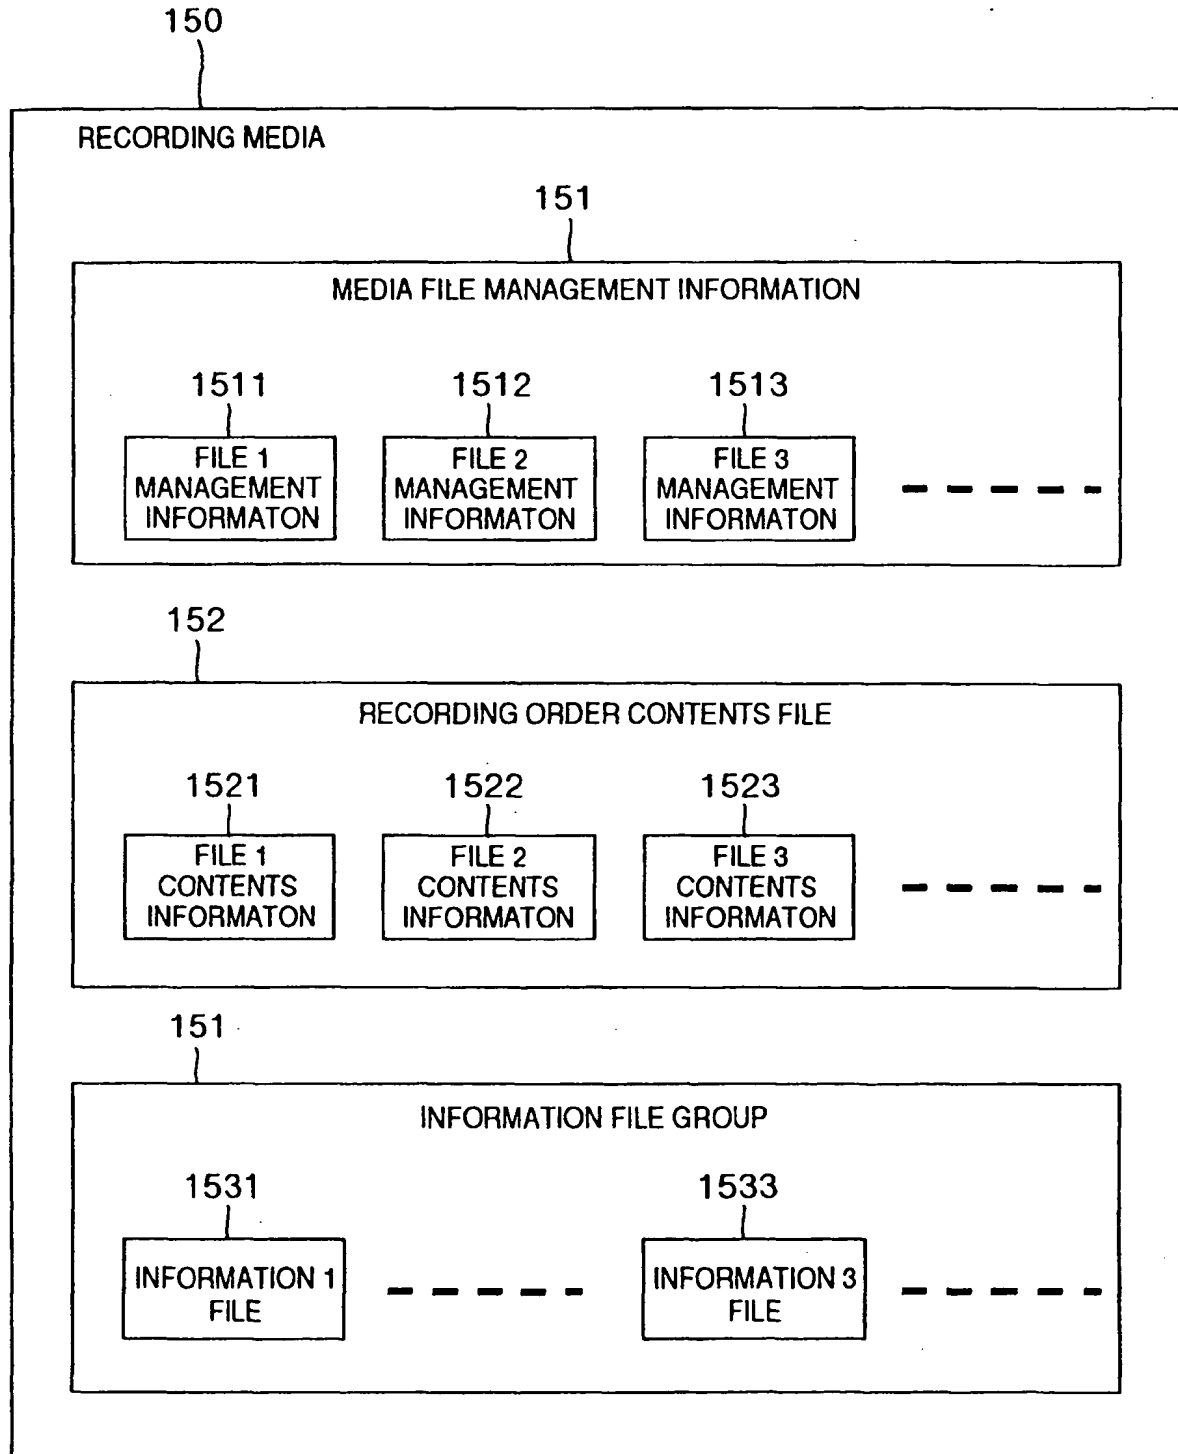 150
RECORDING MEDIA
151
MEDIA FILE MANAGEMENT INFORMATION
1511 1512 1513
FILE 1 FILE 2 FILE 3
MANAGEMENT MANAGEMENT MANAGEMENT
INFORMATON INFORMATON INFORMATON
152
RECORDING ORDER CONTENTS FILE
1521 1522 1523
FILE 1 FILE 2 FILE 3
CONTENTS CONTENTS CONTENTS
INFORMATON INFORMATON INFORMATON
151
INFORMATION FILE GROUP
1531 1533
INFORMATION 1 INFORMATION 3
FILE FILE